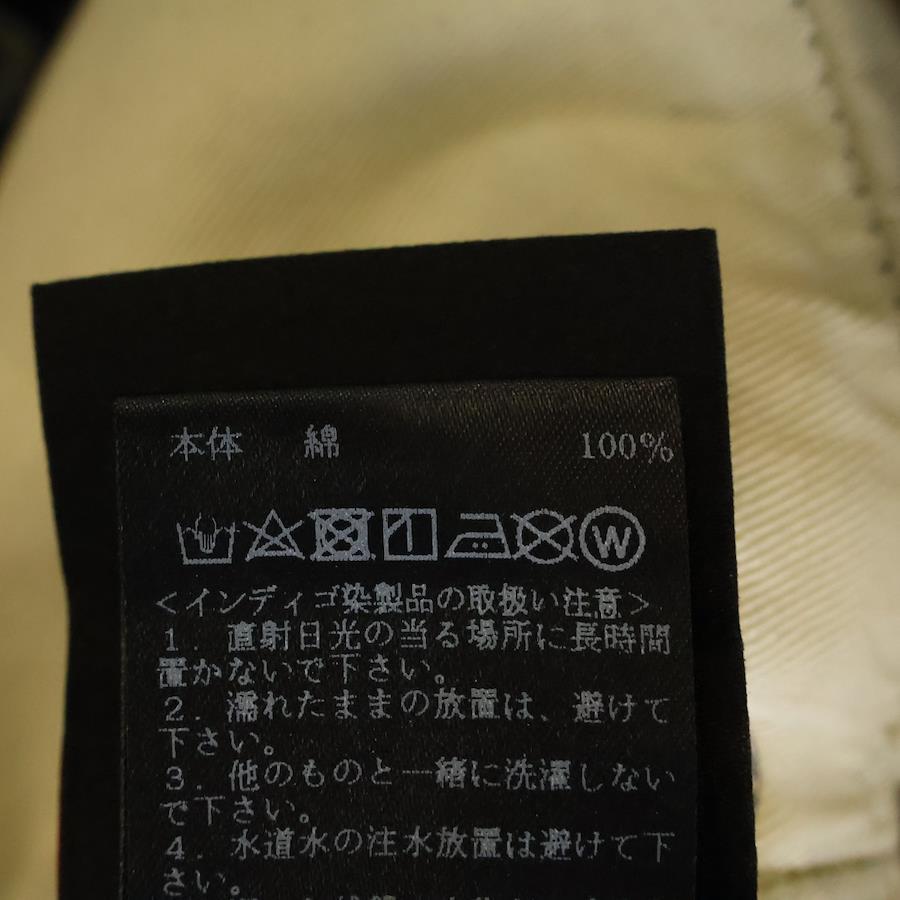 本体 綿 100%
W
<インディゴ染製品の取扱い注意>
1. 直射日光の当る場所に長時間
置かないで下さい。
2. 濡れたままの放置は、避けて
下さい。
3. 他のものと一緒に洗濯しない
で下さい。
4. 水道水の注水放置は避けて下
さい。